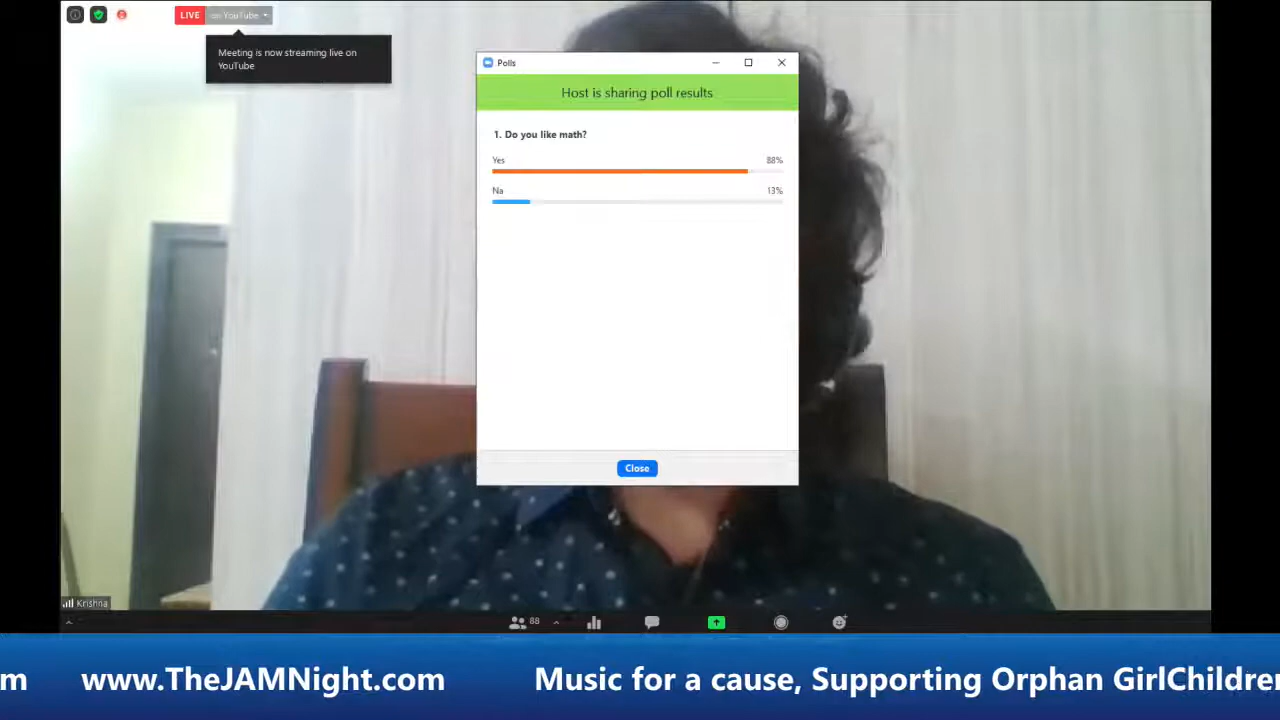 LIVE on YouTube
Meeting is now streaming live on
YouTube
Polls
Host is sharing poll results
1. Do you like math?
Yes 88%
Na 13%
Close
Krishna
88
m www.TheJAMNight.com Music for a cause, Supporting Orphan GirlChildren